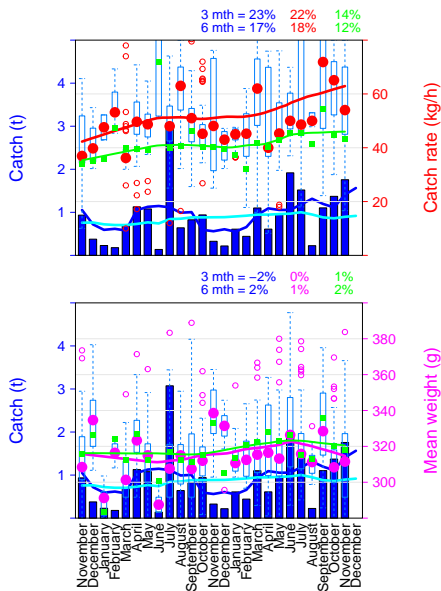 3 mth = 23% 22% 14%
6 mth = 17% 18% 12%
5
4
3
2
1
Catch (t)
60
40
20
Catch rate (kg/h)
3 mth = −2% 0% 1%
6 mth = 2% 1% 2%
4
3
2
1
Catch (t)
380
360
340
320
300
Mean weight (g)
November
December
January
February
March
April
May
June
July
August
September
October
November
December
January
February
March
April
May
June
July
August
September
October
November
December